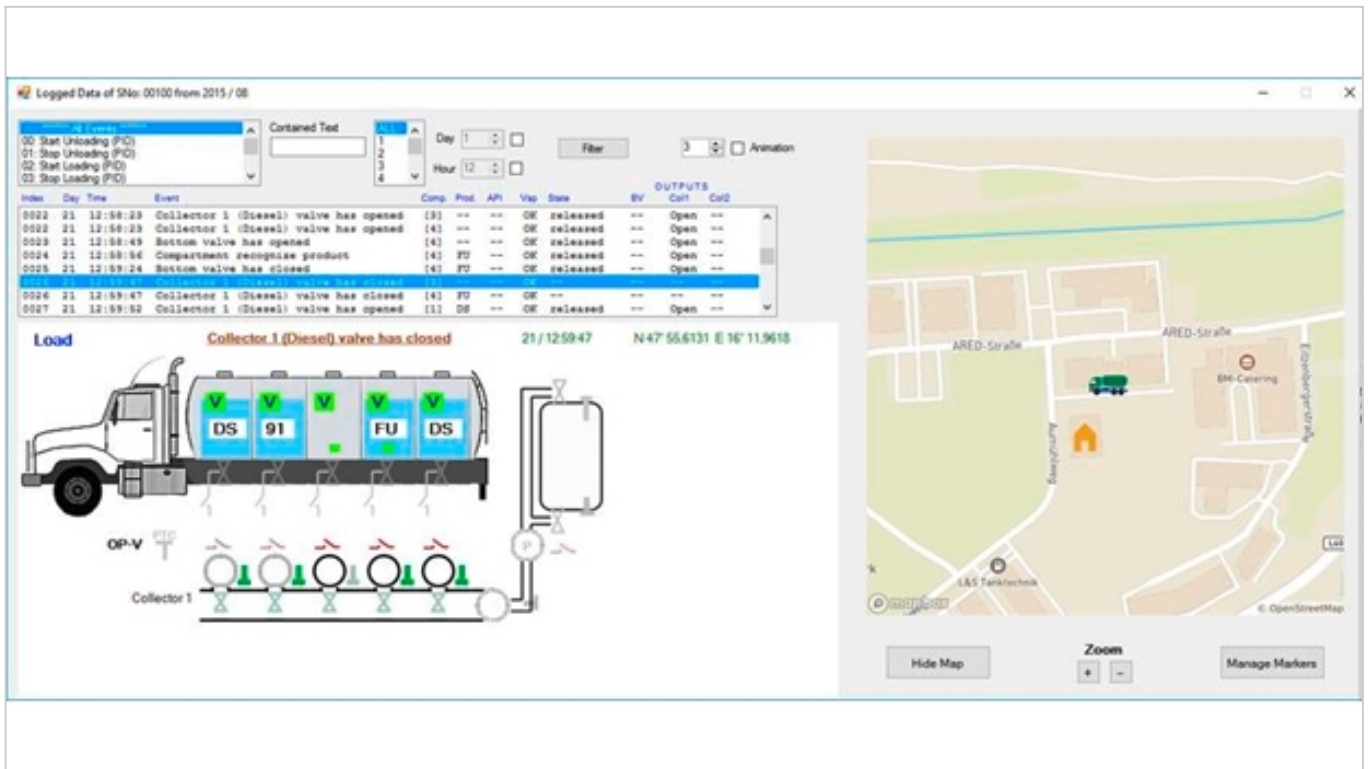 Logged Data of SNo: 00100 from 2015 / 08
****** All Events ******
00: Start Unloading (PID)
01: Stop Unloading (PID)
02: Start Loading (PID)
03: Stop Loading (PID)
Contained Text
ALL
1
2
3
4
Day 1
Hour 12
Filter
3 Animation
OUTPUTS
Index Day Time Event Comp. Prod. API Vap State BV Col1 Col2
0022 21 12:58:23 Collector 1 (Diesel) valve has opened [3] -- -- OK released -- Open --
0022 21 12:58:23 Collector 1 (Diesel) valve has opened [4] -- -- OK released -- Open --
0023 21 12:58:49 Bottom valve has opened [4] -- -- OK released -- Open --
0024 21 12:58:56 Compartment recognise product [4] FU -- OK released -- Open --
0025 21 12:59:24 Bottom valve has closed [4] FU -- OK released -- Open --
0026 21 12:59:47 Collector 1 (Diesel) valve has closed [3] -- -- OK -- -- -- --
0026 21 12:59:47 Collector 1 (Diesel) valve has closed [4] FU -- OK -- -- -- --
0027 21 12:59:52 Collector 1 (Diesel) valve has opened [1] DS -- OK released -- Open --
Load
Collector 1 (Diesel) valve has closed
21 / 12:59:47
N 47° 55,6131 E 16° 11,9618
V V V V V
DS 91 FU DS
OP-V
PTC
P
Collector 1
ARED-Straße
ARED-Straße
BMI-Catering
Eitzenbergerstraße
Aumühlweg
L&S Tanktechnik
k
mapbox
© OpenStreetMap
Hide Map
Zoom
+ -
Manage Markers